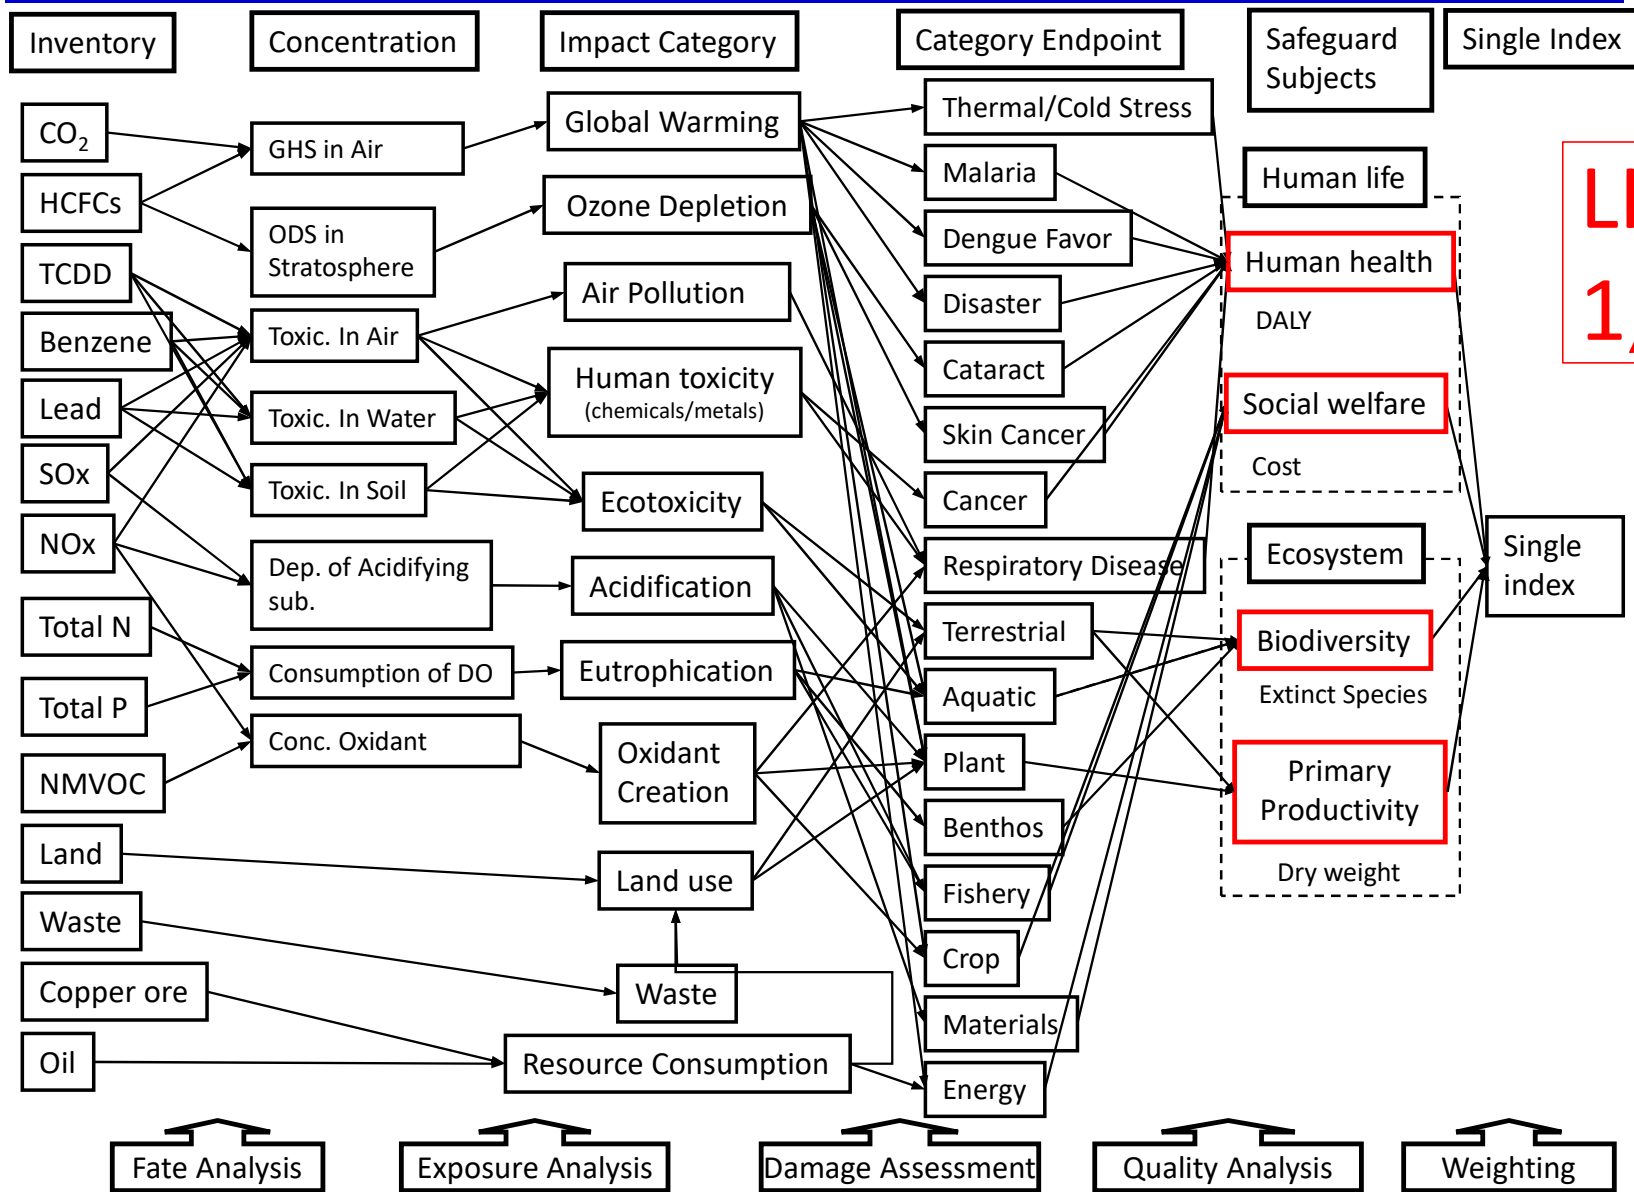 Inventory
Concentration
Impact Category
Category Endpoint
Safeguard
Subjects
Single Index
CO₂
HCFCs
TCDD
Benzene
Lead
SOx
NOx
Total N
Total P
NMVOC
Land
Waste
Copper ore
Oil
GHS in Air
ODS in
Stratosphere
Toxic. In Air
Toxic. In Water
Toxic. In Soil
Dep. of Acidifying
sub.
Consumption of DO
Conc. Oxidant
Global Warming
Ozone Depletion
Air Pollution
Human toxicity
(chemicals/metals)
Ecotoxicity
Acidification
Eutrophication
Oxidant
Creation
Land use
Waste
Resource Consumption
Thermal/Cold Stress
Malaria
Dengue Favor
Disaster
Cataract
Skin Cancer
Cancer
Respiratory Disease
Terrestrial
Aquatic
Plant
Benthos
Fishery
Crop
Materials
Energy
Human life
Human health
DALY
Social welfare
Cost
Ecosystem
Biodiversity
Extinct Species
Primary
Productivity
Dry weight
Single
index
Fate Analysis
Exposure Analysis
Damage Assessment
Quality Analysis
Weighting